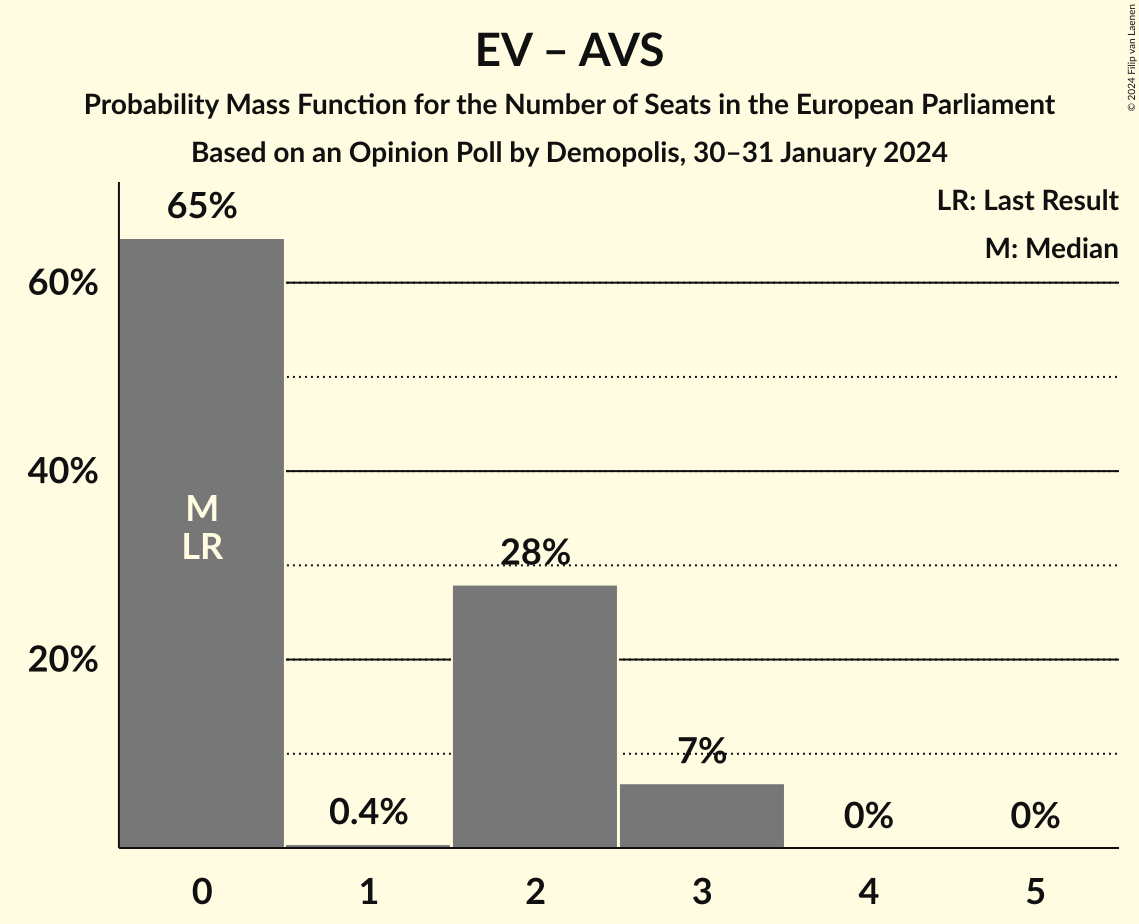 EV – AVS
Probability Mass Function for the Number of Seats in the European Parliament
Based on an Opinion Poll by Demopolis, 30–31 January 2024
© 2024 Filip van Laenen
LR: Last Result
M: Median
65%
60%
40%
20%
M
LR
0.4%
28%
7%
0%
0%
0 1 2 3 4 5